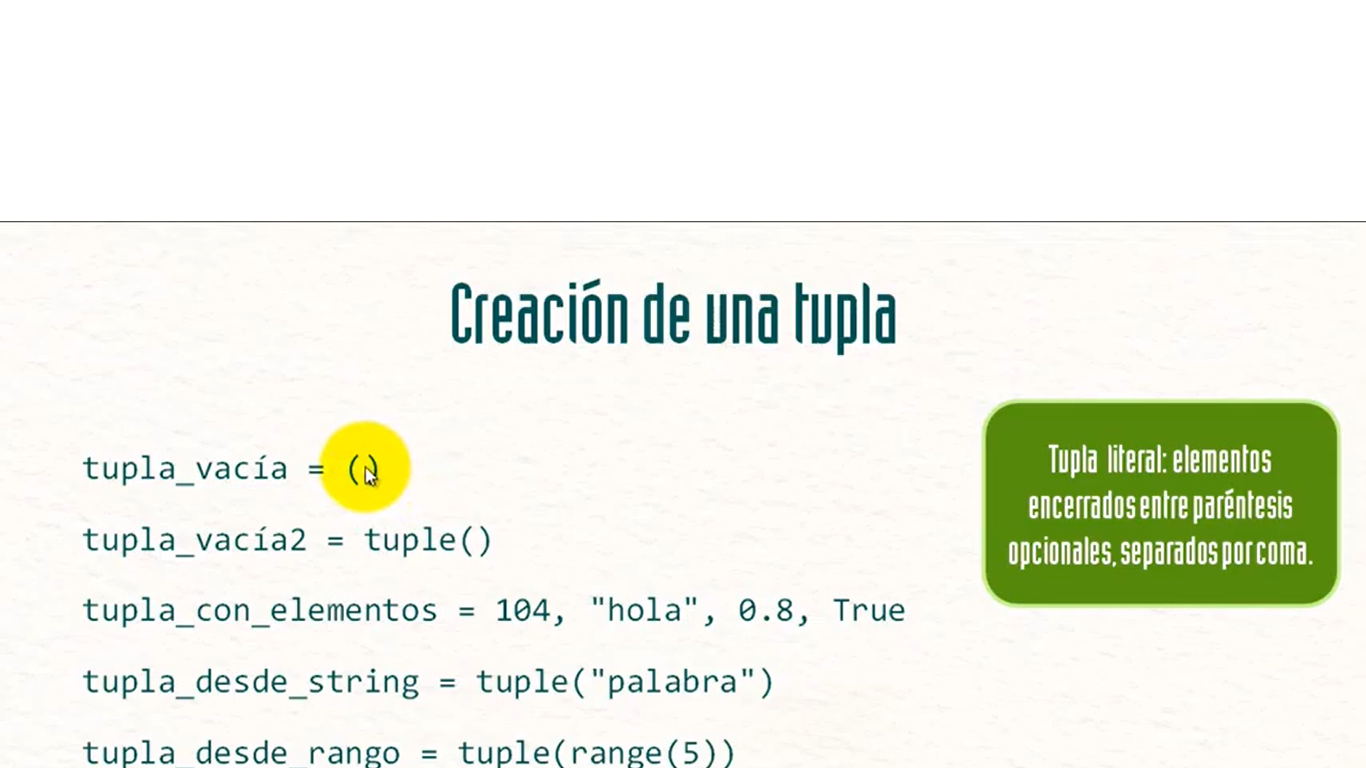 Creación de una tupla
tupla_vacía = ()
tupla_vacía2 = tuple()
tupla_con_elementos = 104, "hola", 0.8, True
tupla_desde_string = tuple("palabra")
tupla_desde_rango = tuple(range(5))
Tupla literal: elementos
encerrados entre paréntesis
opcionales, separados por coma.